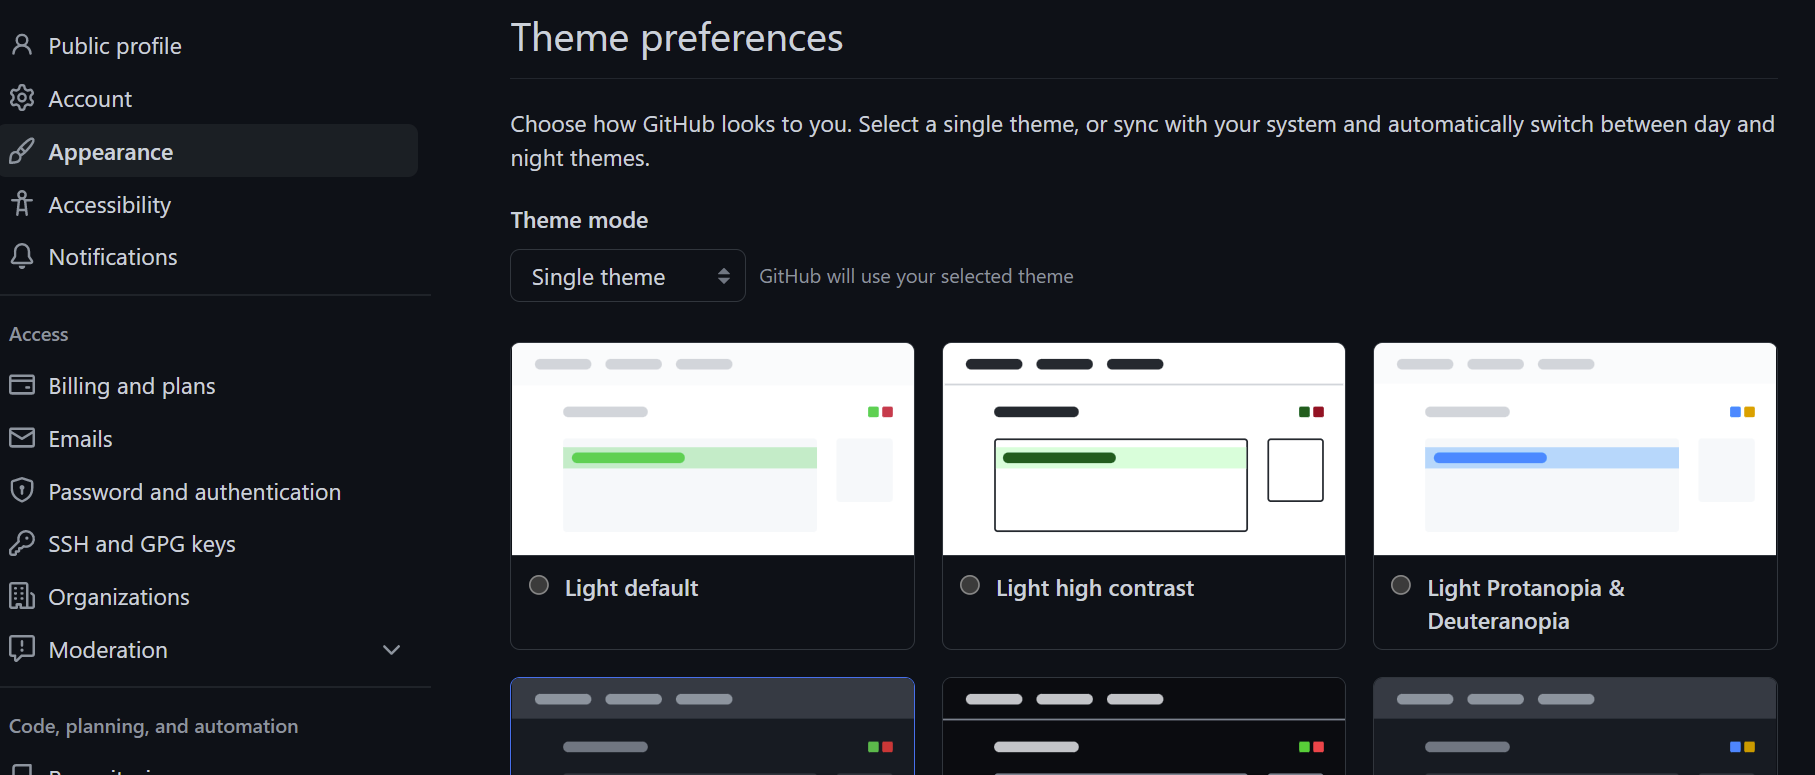 Public profile
Account
Appearance
Accessibility
Notifications
Access
Billing and plans
Emails
Password and authentication
SSH and GPG keys
Organizations
Moderation
Code, planning, and automation
Theme preferences
Choose how GitHub looks to you. Select a single theme, or sync with your system and automatically switch between day and
night themes.
Theme mode
Single theme
GitHub will use your selected theme
Light default
Light high contrast
Light Protanopia &
Deuteranopia